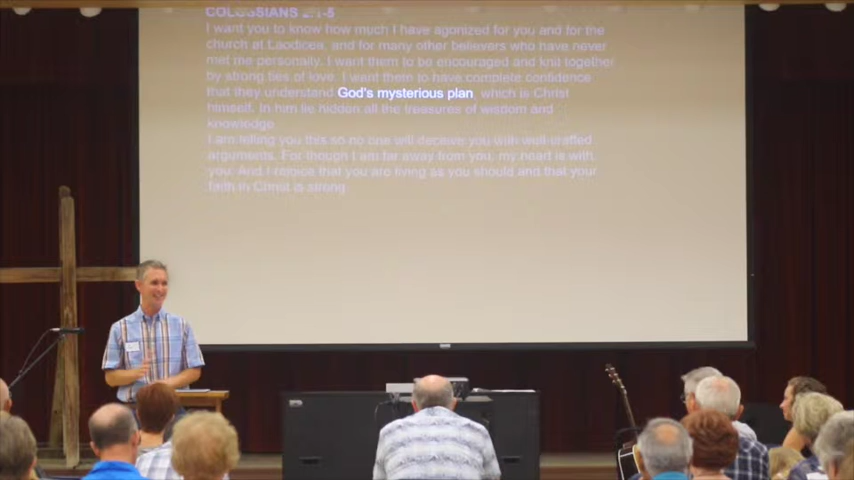 COLOSSIANS 2:1-5
I want you to know how much I have agonized for you and for the
church at Laodicea, and for many other believers who have never
met me personally. I want them to be encouraged and knit together
by strong ties of love. I want them to have complete confidence
that they understand God's mysterious plan, which is Christ
himself. In him lie hidden all the treasures of wisdom and
knowledge.
I am telling you this so no one will deceive you with well-crafted
arguments. For though I am far away from you, my heart is with
you. And I rejoice that you are living as you should and that your
faith in Christ is strong.